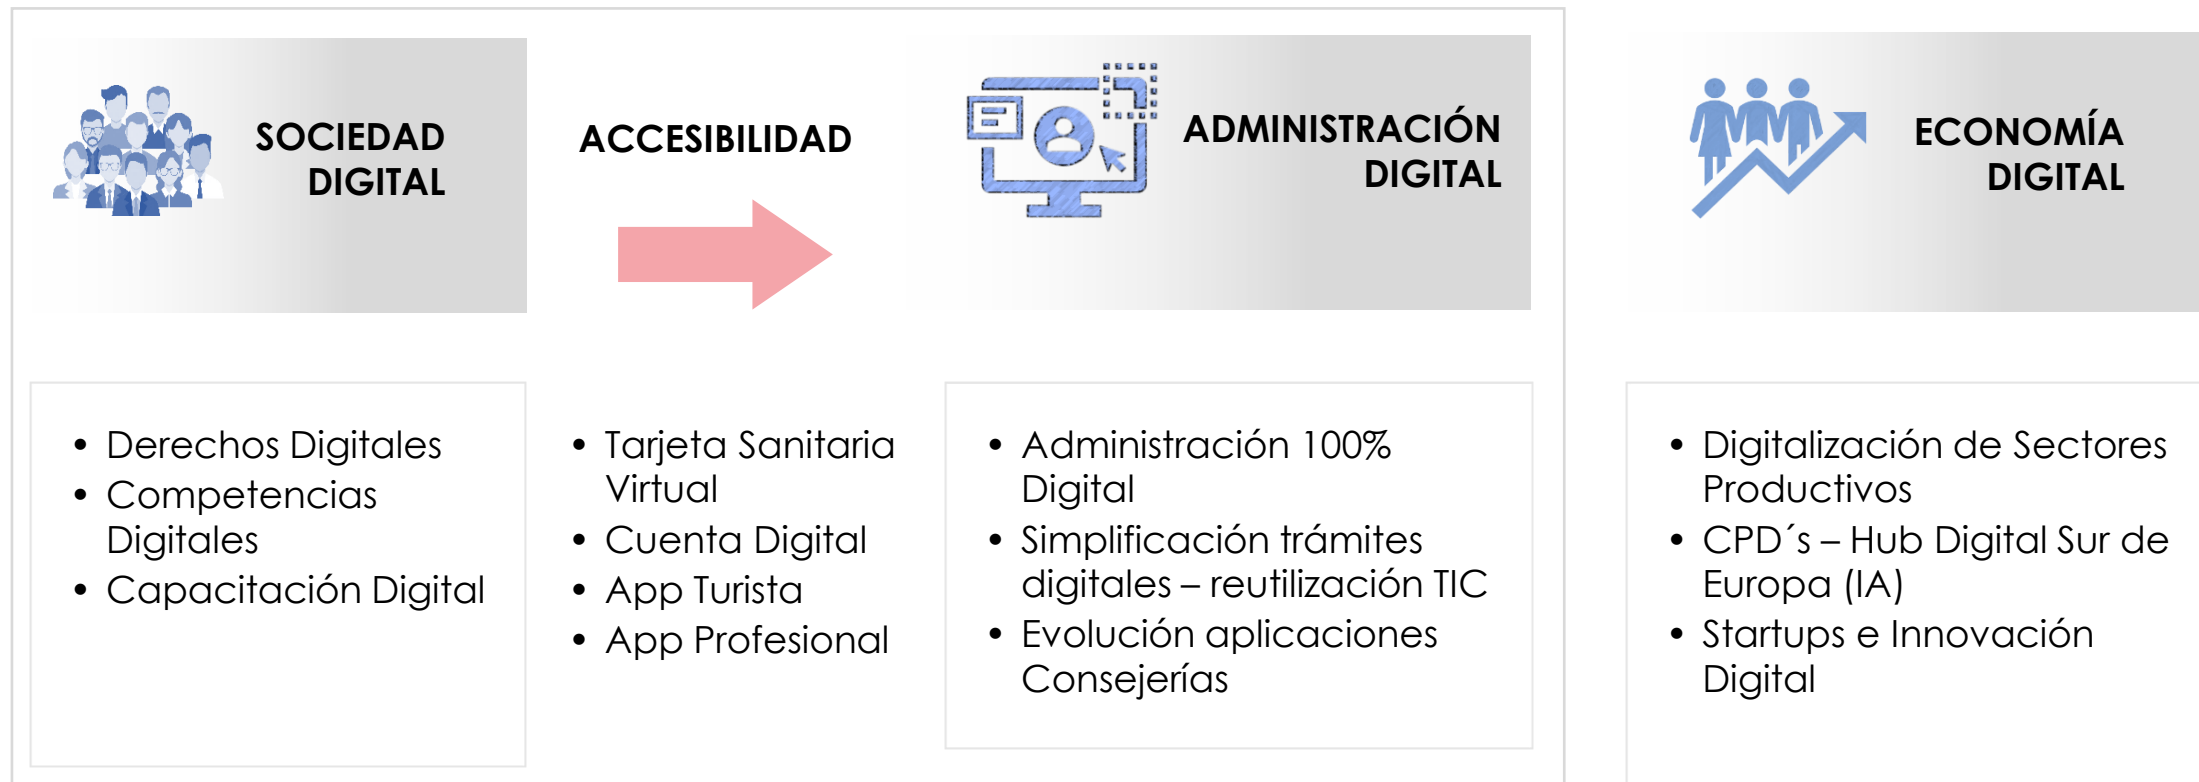 SOCIEDAD
DIGITAL
ACCESIBILIDAD
ADMINISTRACIÓN
DIGITAL
ECONOMÍA
DIGITAL
• Derechos Digitales
• Competencias
Digitales
• Capacitación Digital
• Tarjeta Sanitaria
Virtual
• Cuenta Digital
• App Turista
• App Profesional
• Administración 100%
Digital
• Simplificación trámites
digitales – reutilización TIC
• Evolución aplicaciones
Consejerías
• Digitalización de Sectores
Productivos
• CPD´s – Hub Digital Sur de
Europa (IA)
• Startups e Innovación
Digital